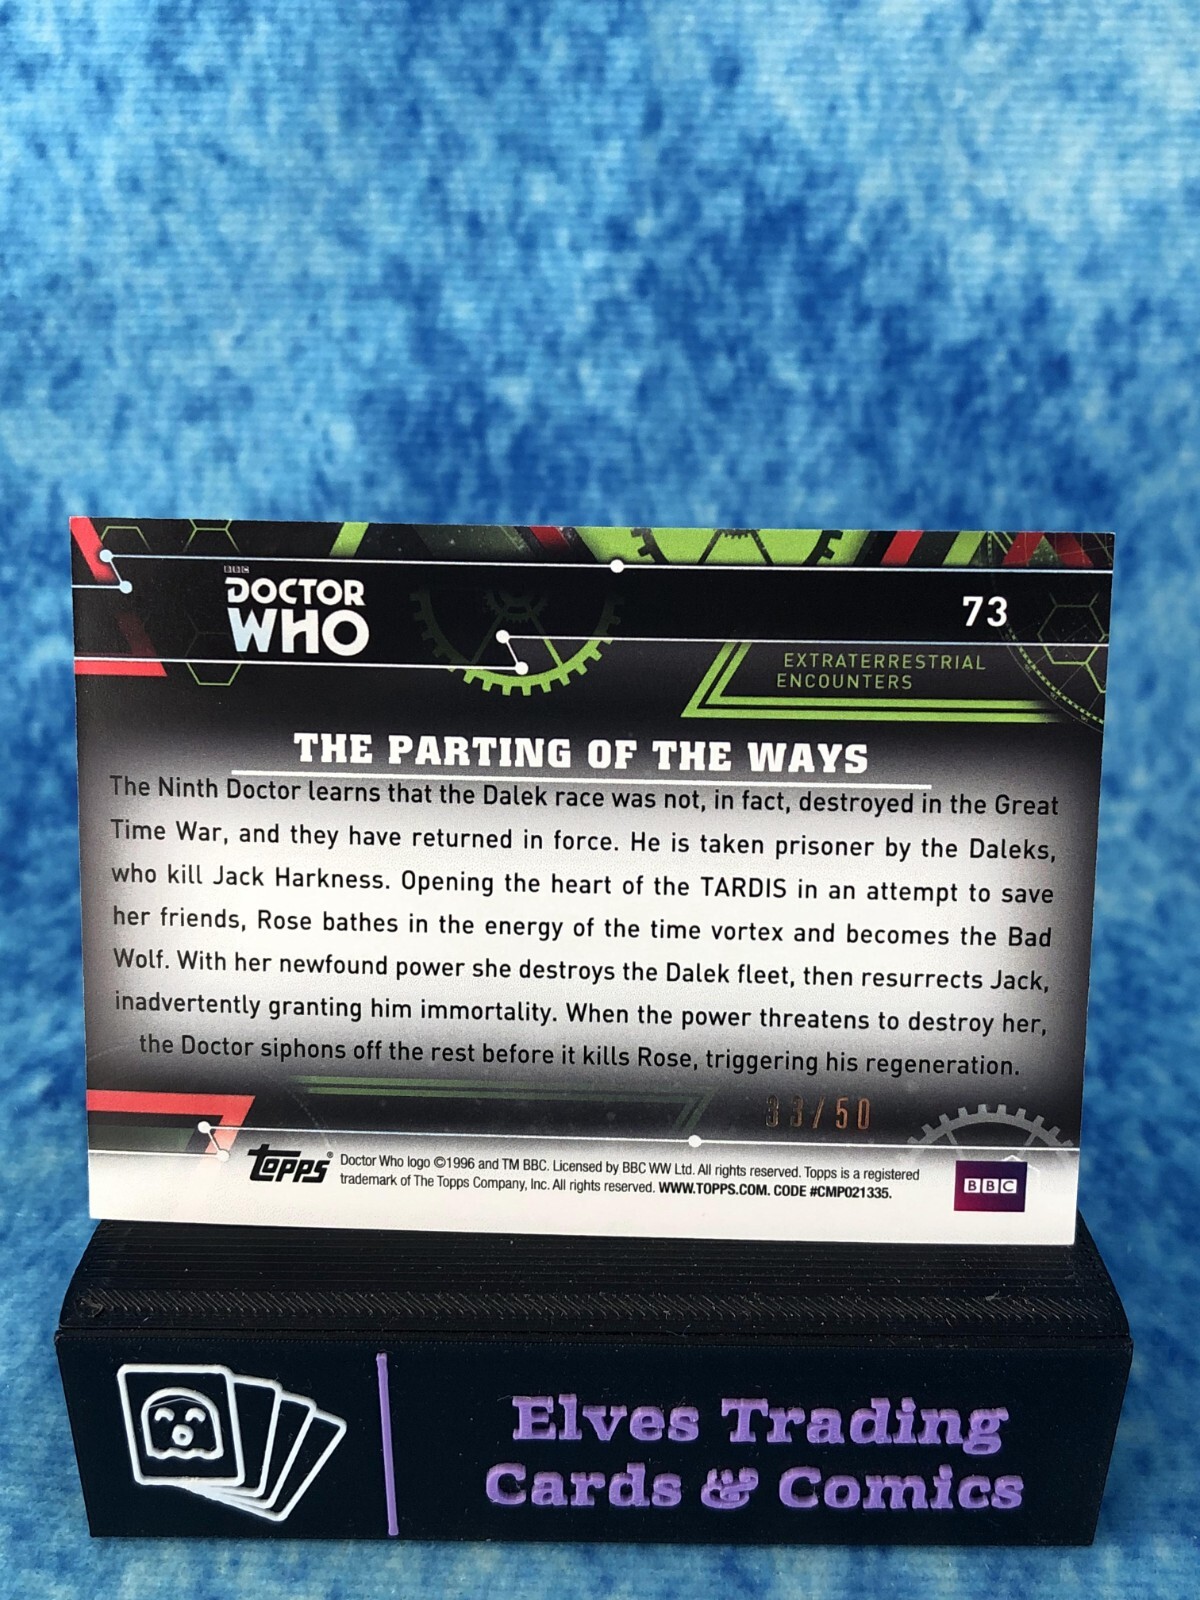 BBC
DOCTOR
WHO
73
EXTRATERRESTRIAL
ENCOUNTERS
THE PARTING OF THE WAYS
The Ninth Doctor learns that the Dalek race was not, in fact, destroyed in the Great
Time War, and they have returned in force. He is taken prisoner by the Daleks,
who kill Jack Harkness. Opening the heart of the TARDIS in an attempt to save
her friends, Rose bathes in the energy of the time vortex and becomes the Bad
Wolf. With her newfound power she destroys the Dalek fleet, then resurrects Jack,
inadvertently granting him immortality. When the power threatens to destroy her,
the Doctor siphons off the rest before it kills Rose, triggering his regeneration.
33/50
Topps®
Doctor Who logo ©1996 and TM BBC. Licensed by BBC WW Ltd. All rights reserved. Topps is a registered
trademark of The Topps Company, Inc. All rights reserved. WWW.TOPPS.COM. CODE #CMP021335.
BBC
Elves Trading
Cards & Comics